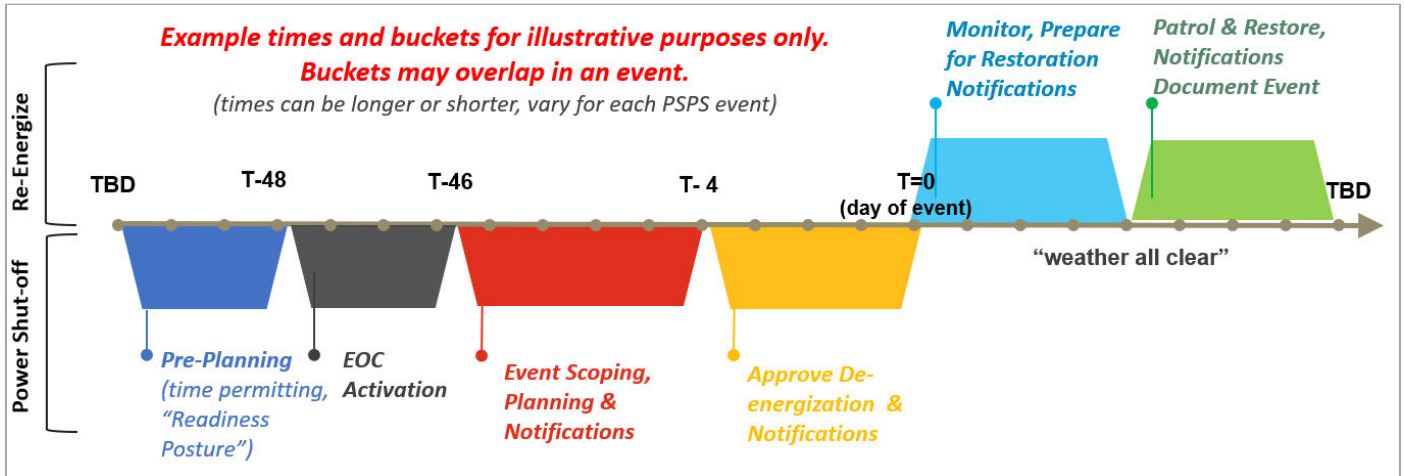 Example times and buckets for illustrative purposes only.
Buckets may overlap in an event.
(times can be longer or shorter, vary for each PSPS event)
Monitor, Prepare
for Restoration
Notifications
Patrol & Restore,
Notifications
Document Event
Re-Energize
TBD
T-48
T-46
T- 4
T=0
(day of event)
TBD
"weather all clear"
Power Shut-off
Pre-Planning
(time permitting,
"Readiness
Posture")
EOC
Activation
Event Scoping,
Planning &
Notifications
Approve De-
energization &
Notifications